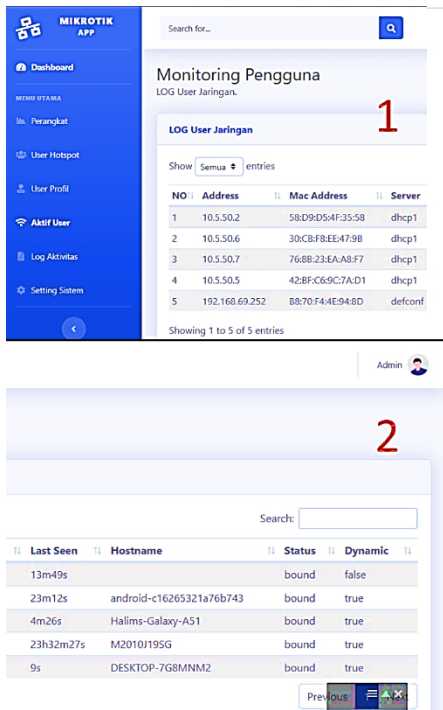 MIKROTIK
APP
Search for...
Dashboard
MENU UTAMA
Perangkat
User Hotspot
User Profil
Aktif User
Log Aktivitas
Setting Sistem
Monitoring Pengguna
LOG User Jaringan.
1
LOG User Jaringan
Show Semua entries
NO Address Mac Address Server
1 10.5.50.2 58:D9:D5:4F:35:58 dhcp1
2 10.5.50.6 30:CB:F8:EE:47:9B dhcp1
3 10.5.50.7 76:8B:23:EA:A8:F7 dhcp1
4 10.5.50.5 42:BF:C6:9C:7A:D1 dhcp1
5 192.168.69.252 B8:70:F4:4E:94:8D defconf
Showing 1 to 5 of 5 entries
Admin
2
Search:
Last Seen Hostname Status Dynamic
13m49s bound false
23m12s android-c16265321a76b743 bound true
4m26s Halims-Galaxy-A51 bound true
23h32m27s M2010J19SG bound true
9s DESKTOP-7G8MNM2 bound true
Previous Next